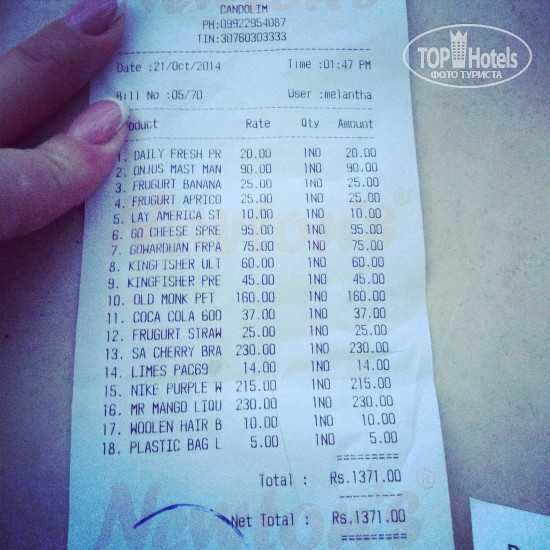 CANDOLIM
PH:09922954087
TIN:30760303333
Date :21/Oct/2014 Time :01:47 PM
Bill No :05/70 User :melantha
roduct Rate Qty Amount
1. DAILY FRESH PR 20.00 1NO 20.00
2. ONJUS MAST MAN 90.00 1NO 90.00
3. FRUGURT BANANA 25.00 1NO 25.00
4. FRUGURT APRICO 25.00 1NO 25.00
5. LAY AMERICA ST 10.00 1NO 10.00
6. GO CHEESE SPRE 95.00 1NO 95.00
7. GOWARDHAN FRPA 75.00 1NO 75.00
8. KINGFISHER ULT 60.00 1NO 60.00
9. KINGFISHER PRE 45.00 1NO 45.00
10. OLD MONK PET 160.00 1NO 160.00
11. COCA COLA 600 37.00 1NO 37.00
12. FRUGURT STRAW 25.00 1NO 25.00
13. SA CHERRY BRA 230.00 1NO 230.00
14. LIMES PAC69 14.00 1NO 14.00
15. NIKE PURPLE W 215.00 1NO 215.00
16. MR MANGO LIQU 230.00 1NO 230.00
17. WOOLEN HAIR B 10.00 1NO 10.00
18. PLASTIC BAG L 5.00 1NO 5.00
Total : Rs.1371.00
Net Total : Rs.1371.00
TOP Hotels
ФОТО ТУРИСТА